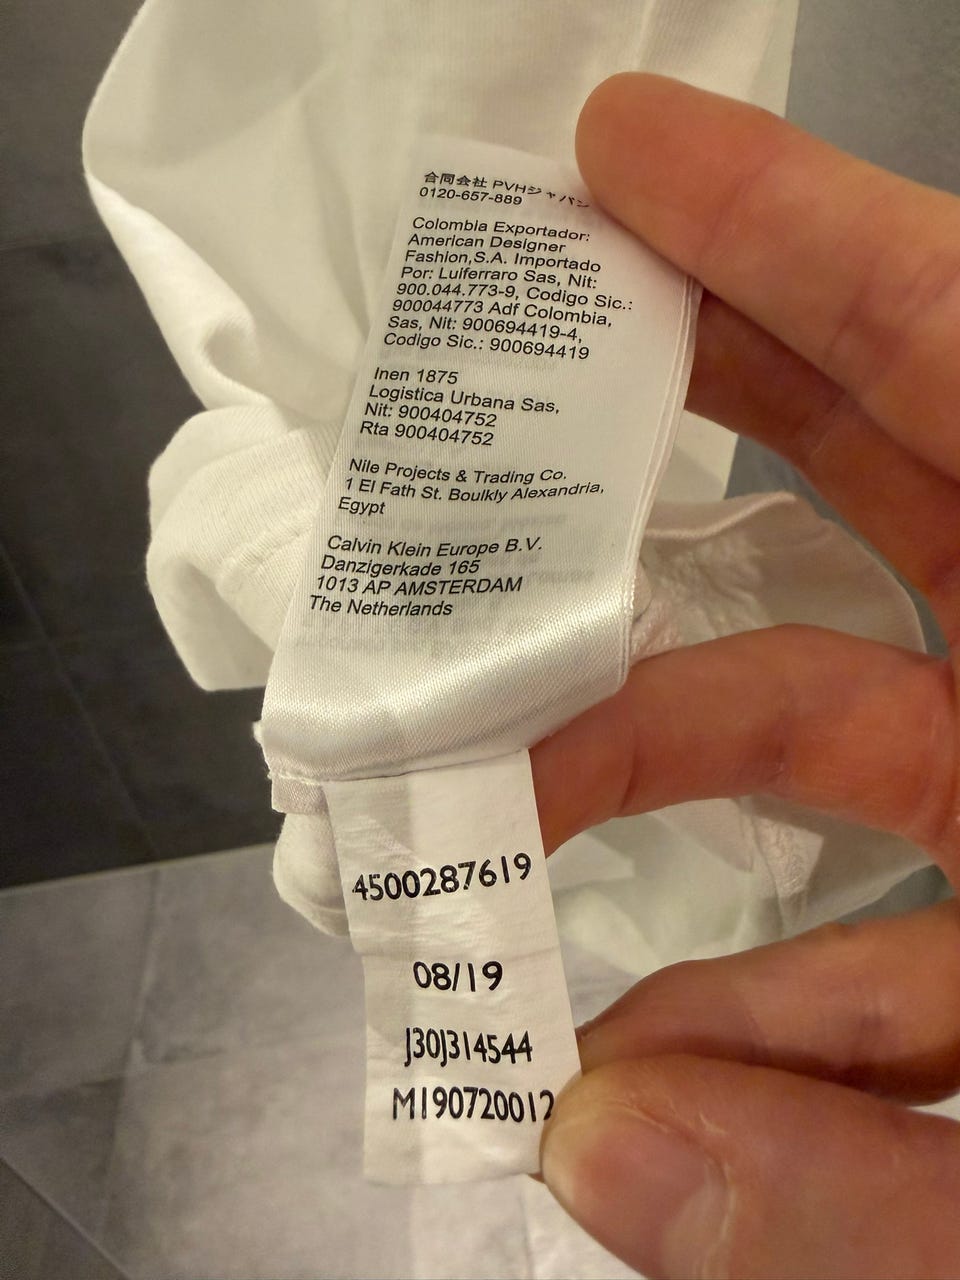 合同会社 PVHジャパン
0120-657-889
Colombia Exportador:
American Designer
Fashion,S.A. Importado
Por: Luiferraro Sas, Nit:
900.044.773-9, Codigo Sic.:
900044773 Adf Colombia,
Sas, Nit: 900694419-4,
Codigo Sic.: 900694419
Inen 1875
Logistica Urbana Sas,
Nit: 900404752
Rta 900404752
Nile Projects & Trading Co.
1 El Fath St. Boulkly Alexandria,
Egypt
Calvin Klein Europe B.V.
Danzigerkade 165
1013 AP AMSTERDAM
The Netherlands
4500287619
08/19
J30J314544
M190720012